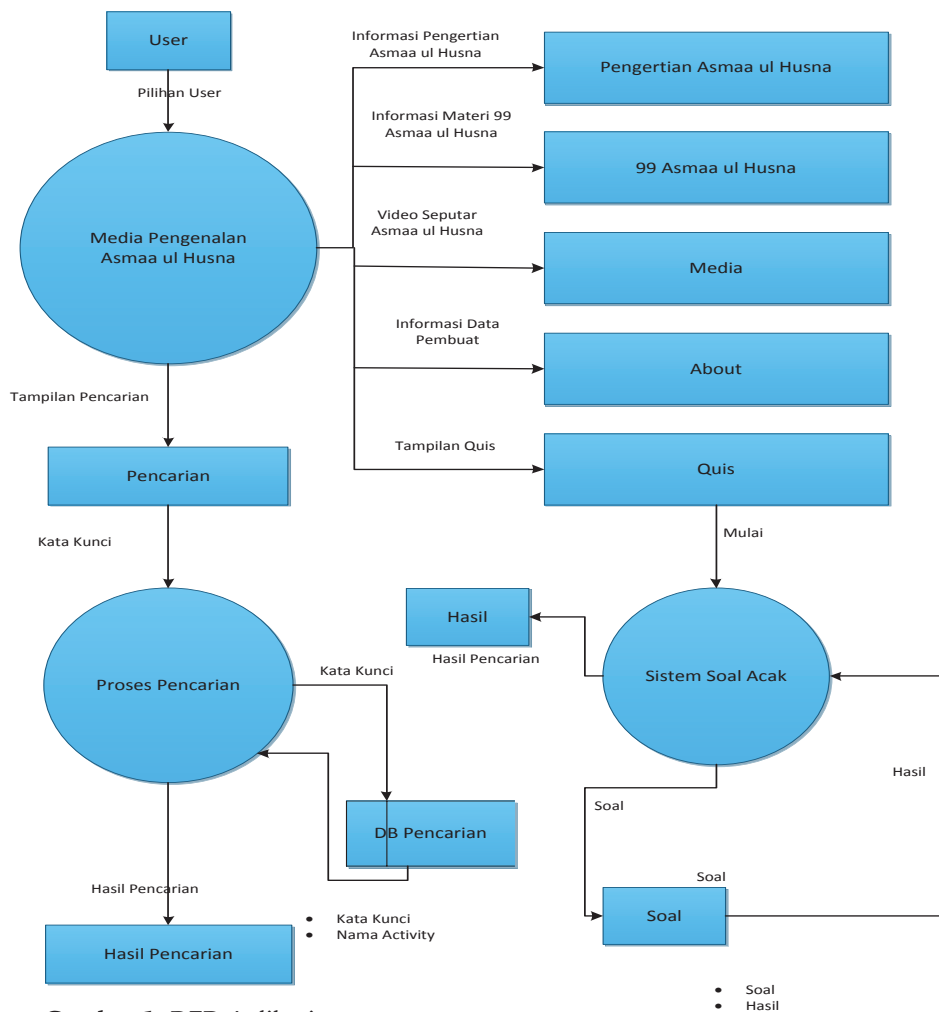 User
Pilihan User
Media Pengenalan
Asmaa ul Husna
Informasi Pengertian
Asmaa ul Husna
Pengertian Asmaa ul Husna
Informasi Materi 99
Asmaa ul Husna
99 Asmaa ul Husna
Video Seputar
Asmaa ul Husna
Media
Informasi Data
Pembuat
About
Tampilan Quis
Quis
Tampilan Pencarian
Pencarian
Kata Kunci
Proses Pencarian
Kata Kunci
DB Pencarian
Hasil Pencarian
Hasil Pencarian
• Kata Kunci
• Nama Activity
Mulai
Sistem Soal Acak
Hasil
Hasil Pencarian
Soal
Soal
Soal
Hasil
• Soal
• Hasil